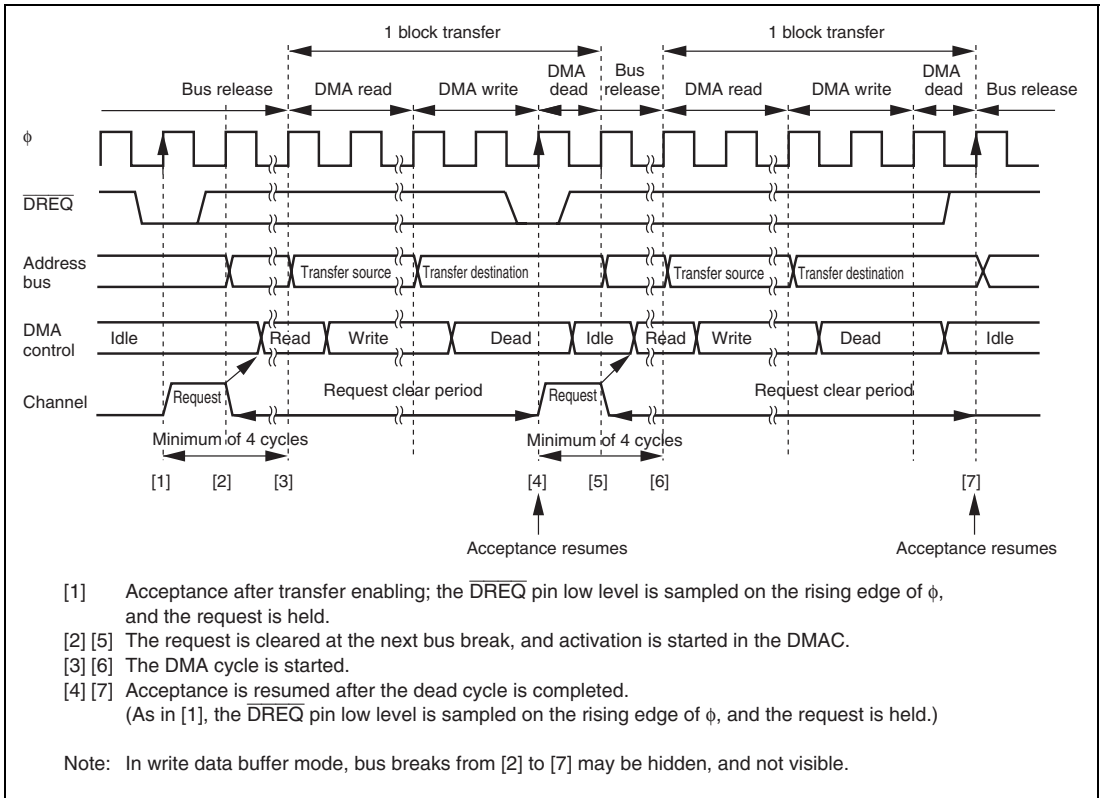 1 block transfer 1 block transfer
Bus release DMA read DMA write DMA dead Bus release DMA read DMA write DMA dead Bus release
ϕ
DREQ
Address bus Transfer source Transfer destination Transfer source Transfer destination
DMA control Idle Read Write Dead Idle Read Write Dead Idle
Channel Request Request clear period Request Request clear period
Minimum of 4 cycles Minimum of 4 cycles
[1] [2] [3] [4] [5] [6] [7]
Acceptance resumes Acceptance resumes
[1] Acceptance after transfer enabling; the DREQ pin low level is sampled on the rising edge of ϕ,
and the request is held.
[2] [5] The request is cleared at the next bus break, and activation is started in the DMAC.
[3] [6] The DMA cycle is started.
[4] [7] Acceptance is resumed after the dead cycle is completed.
(As in [1], the DREQ pin low level is sampled on the rising edge of ϕ, and the request is held.)
Note: In write data buffer mode, bus breaks from [2] to [7] may be hidden, and not visible.